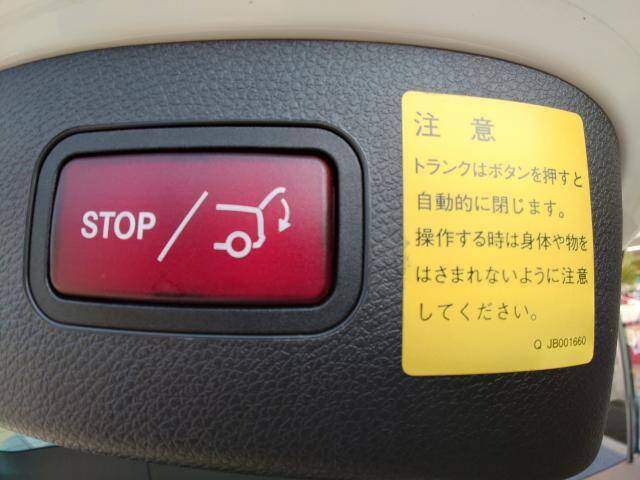 STOP
注意
トランクはボタンを押すと
自動的に閉じます。
操作する時は身体や物を
はさまれないように注意
してください。
Q JB001660